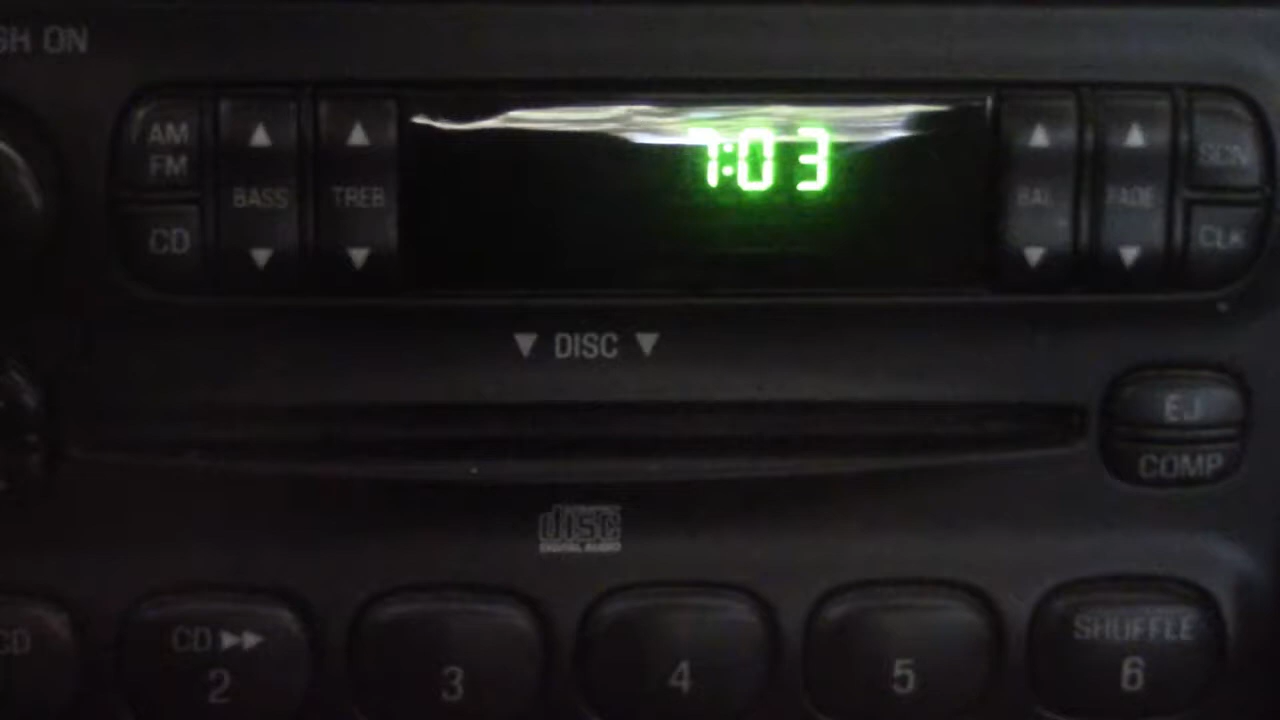 SH ON
AM
FM
CD
BASS
TREB
7:03
BAL
FADE
SCN
CLK
DISC
EJ
COMP
disc
DIGITAL AUDIO
CD
1
CD
2
3
4
5
SHUFFLE
6